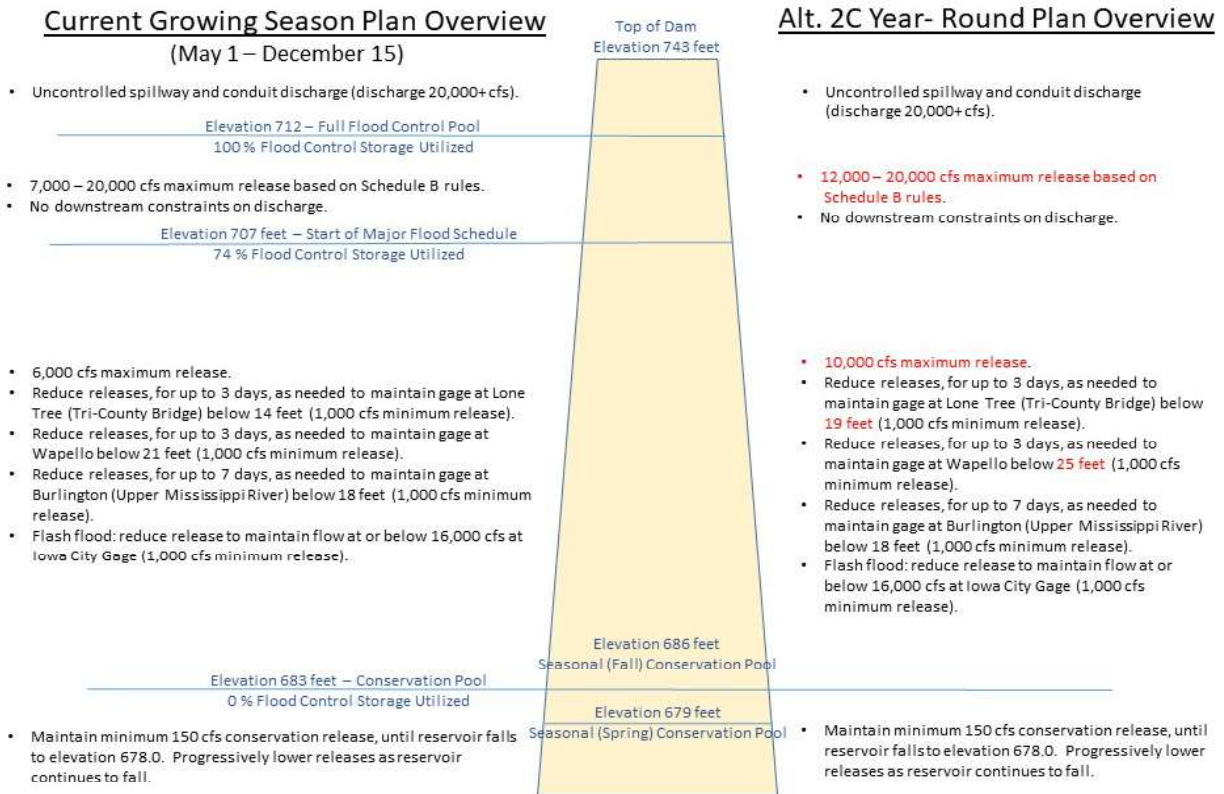 Current Growing Season Plan Overview
(May 1 – December 15)
• Uncontrolled spillway and conduit discharge (discharge 20,000+ cfs).
Elevation 712 – Full Flood Control Pool
100 % Flood Control Storage Utilized
• 7,000 – 20,000 cfs maximum release based on Schedule B rules.
• No downstream constraints on discharge.
Elevation 707 feet – Start of Major Flood Schedule
74 % Flood Control Storage Utilized
• 6,000 cfs maximum release.
• Reduce releases, for up to 3 days, as needed to maintain gage at Lone
Tree (Tri-County Bridge) below 14 feet (1,000 cfs minimum release).
• Reduce releases, for up to 3 days, as needed to maintain gage at
Wapello below 21 feet (1,000 cfs minimum release).
• Reduce releases, for up to 7 days, as needed to maintain gage at
Burlington (Upper Mississippi River) below 18 feet (1,000 cfs minimum
release).
• Flash flood: reduce release to maintain flow at or below 16,000 cfs at
Iowa City Gage (1,000 cfs minimum release).
Elevation 683 feet – Conservation Pool
0 % Flood Control Storage Utilized
• Maintain minimum 150 cfs conservation release, until reservoir falls
to elevation 678.0. Progressively lower releases as reservoir
continues to fall.
Top of Dam
Elevation 743 feet
Elevation 686 feet
Seasonal (Fall) Conservation Pool
Elevation 679 feet
Seasonal (Spring) Conservation Pool
Alt. 2C Year- Round Plan Overview
• Uncontrolled spillway and conduit discharge
(discharge 20,000+ cfs).
• 12,000 – 20,000 cfs maximum release based on
Schedule B rules.
• No downstream constraints on discharge.
• 10,000 cfs maximum release.
• Reduce releases, for up to 3 days, as needed to
maintain gage at Lone Tree (Tri-County Bridge) below
19 feet (1,000 cfs minimum release).
• Reduce releases, for up to 3 days, as needed to
maintain gage at Wapello below 25 feet (1,000 cfs
minimum release).
• Reduce releases, for up to 7 days, as needed to
maintain gage at Burlington (Upper Mississippi River)
below 18 feet (1,000 cfs minimum release).
• Flash flood: reduce release to maintain flow at or
below 16,000 cfs at Iowa City Gage (1,000 cfs
minimum release).
• Maintain minimum 150 cfs conservation release, until
reservoir falls to elevation 678.0. Progressively lower
releases as reservoir continues to fall.